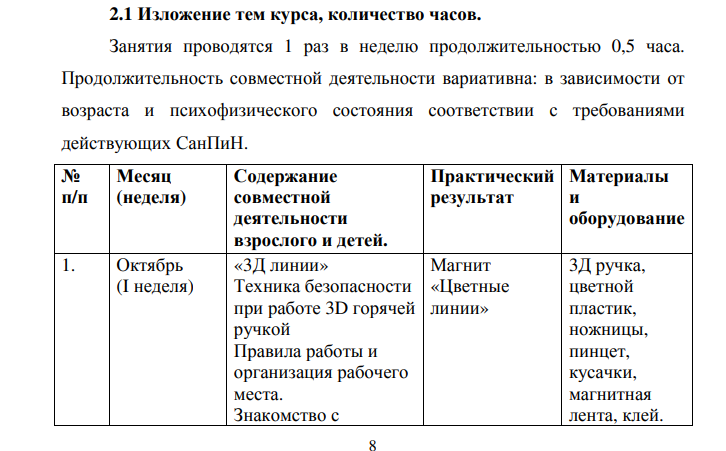 2.1 Изложение тем курса, количество часов.
Занятия проводятся 1 раз в неделю продолжительностью 0,5 часа.
Продолжительность совместной деятельности вариативна: в зависимости от
возраста и психофизического состояния соответствии с требованиями
действующих СанПиН.
№
п/п
Месяц
(неделя)
Содержание
совместной
деятельности
взрослого и детей.
Практический
результат
Материалы
и
оборудование
1.
Октябрь
(I неделя)
«3Д линии»
Техника безопасности
при работе 3D горячей
ручкой
Правила работы и
организация рабочего
места.
Знакомство с
Магнит
«Цветные
линии»
3Д ручка,
цветной
пластик,
ножницы,
пинцет,
кусачки,
магнитная
лента, клей.
8